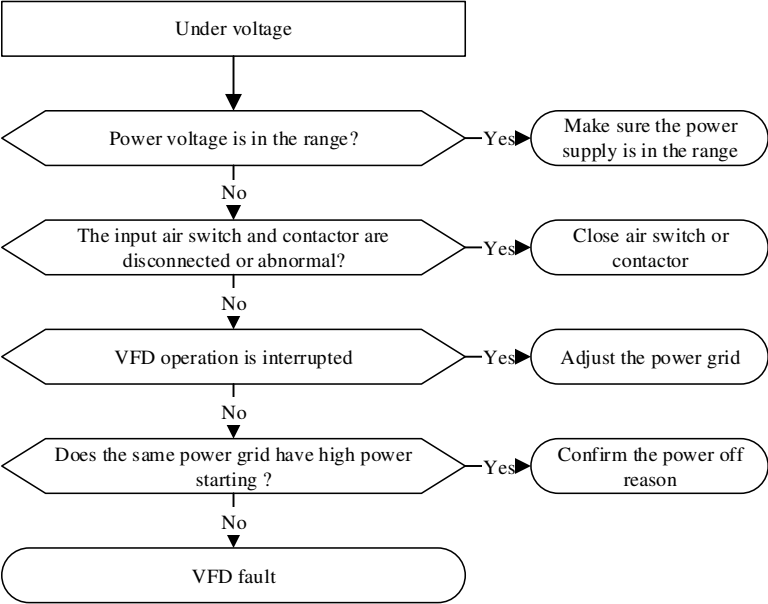 Under voltage
Power voltage is in the range?
Yes
Make sure the power
supply is in the range
No
The input air switch and contactor are
disconnected or abnormal?
Yes
Close air switch or
contactor
No
VFD operation is interrupted
Yes
Adjust the power grid
No
Does the same power grid have high power
starting ?
Yes
Confirm the power off
reason
No
VFD fault